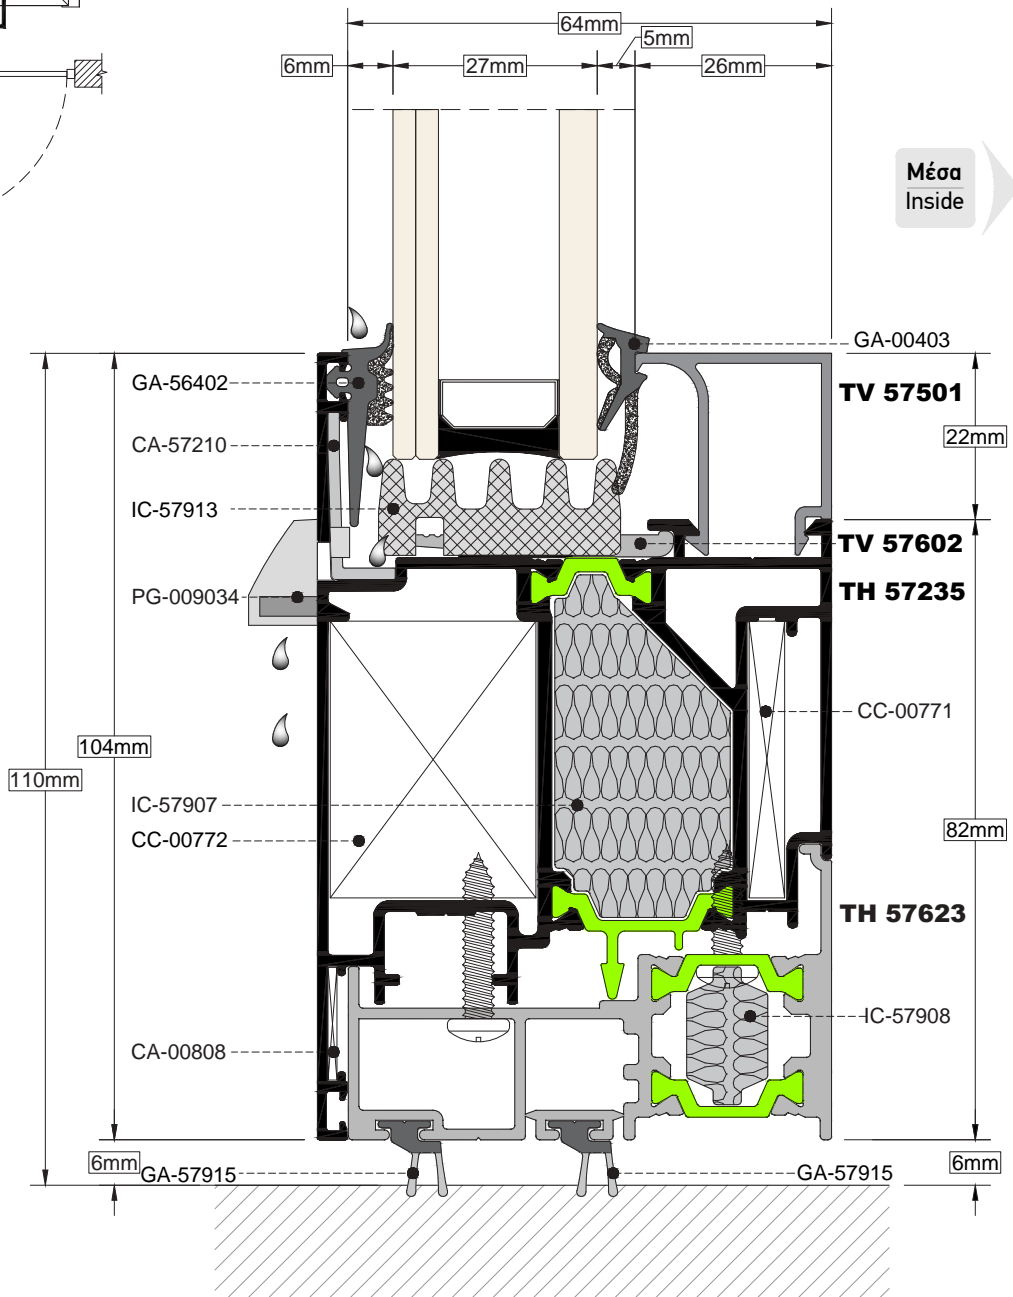 64mm
5mm
6mm
27mm
26mm
Μέσα
Inside
GA-00403
GA-56402
TV 57501
CA-57210
22mm
IC-57913
TV 57602
TH 57235
PG-009034
CC-00771
104mm
110mm
IC-57907
CC-00772
82mm
TH 57623
IC-57908
CA-00808
6mm
GA-57915
GA-57915
6mm